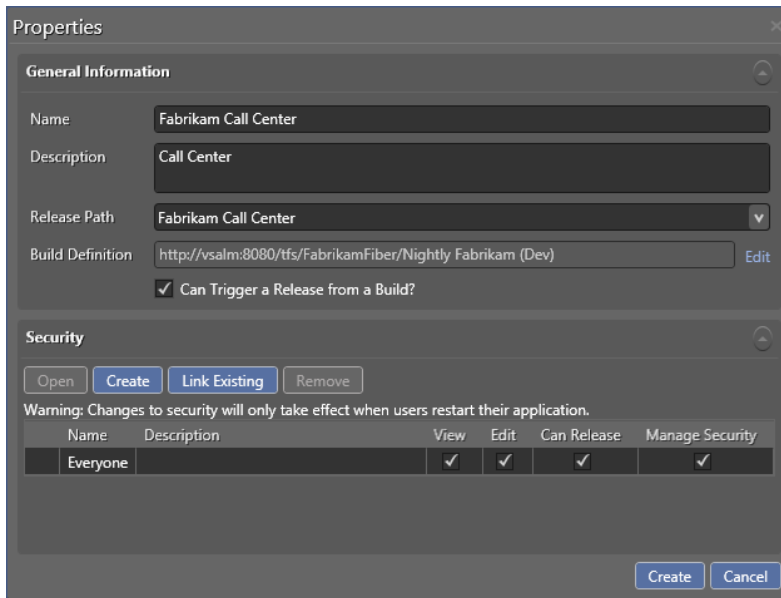 Properties
General Information
Name Fabrikam Call Center
Description Call Center
Release Path Fabrikam Call Center
Build Definition http://vsalm:8080/tfs/FabrikamFiber/Nightly Fabrikam (Dev) Edit
Can Trigger a Release from a Build?
Security
Open Create Link Existing Remove
Warning: Changes to security will only take effect when users restart their application.
Name Description View Edit Can Release Manage Security
Everyone
Create Cancel